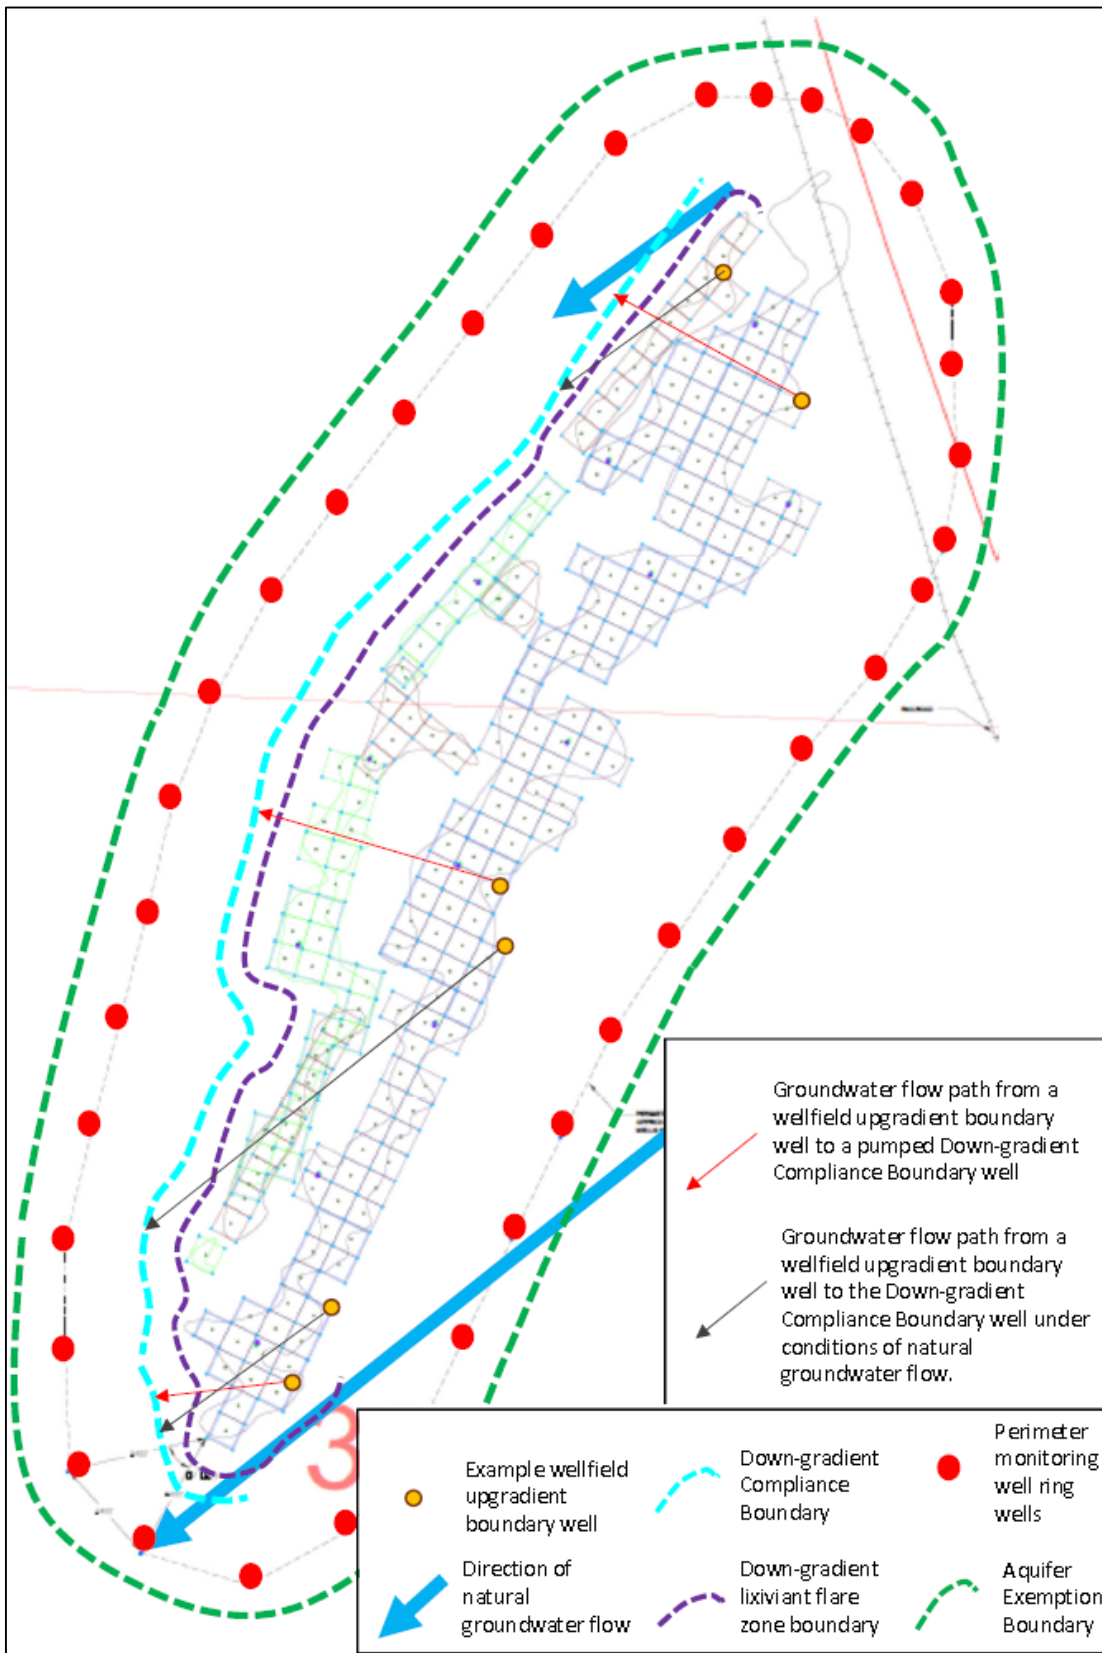 3
Groundwater flow path from a
wellfield upgradient boundary
well to a pumped Down-gradient
Compliance Boundary well
Groundwater flow path from a
wellfield upgradient boundary
well to the Down-gradient
Compliance Boundary well under
conditions of natural
groundwater flow.
Example wellfield
upgradient
boundary well
Down-gradient
Compliance
Boundary
Perimeter
monitoring
well ring
wells
Direction of
natural
groundwater flow
Down-gradient
lixiviant flare
zone boundary
Aquifer
Exemption
Boundary